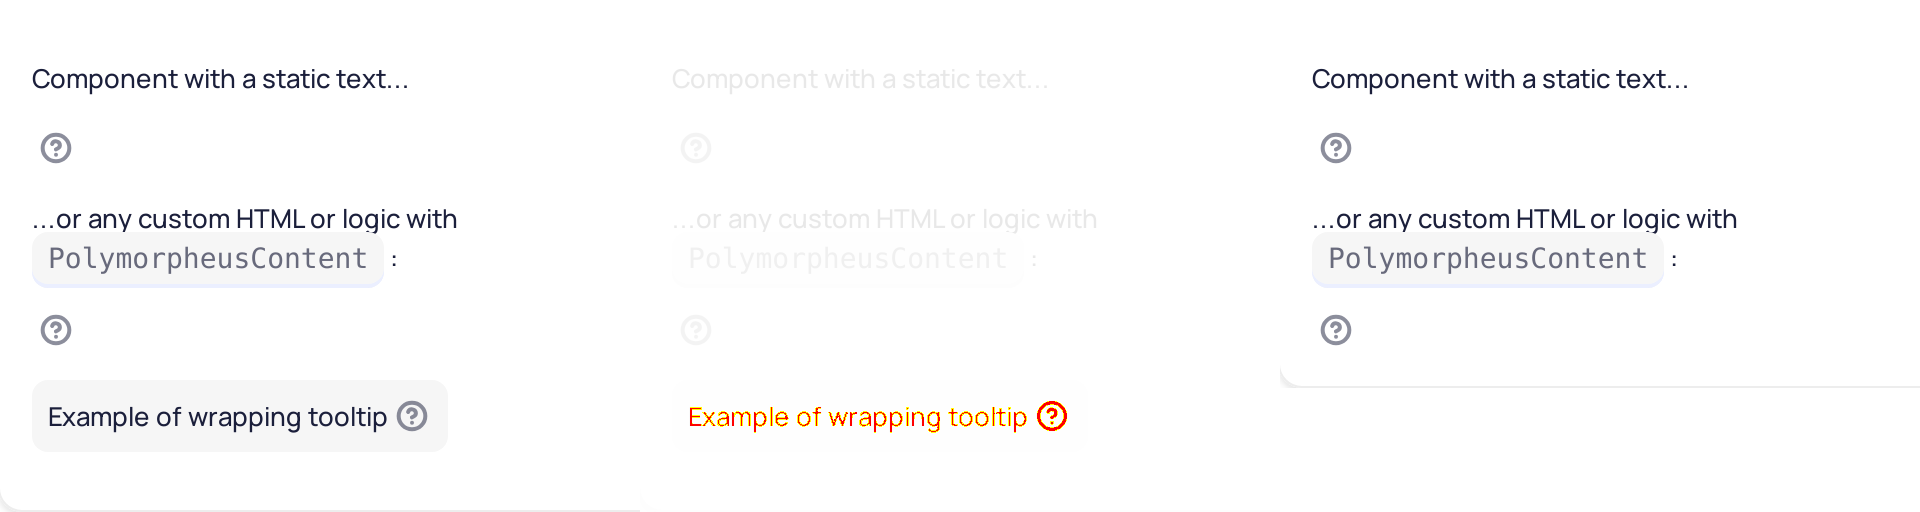 Component with a static text...
...or any custom HTML or logic with
PolymorpheusContent :
Example of wrapping tooltip
Component with a static text...
...or any custom HTML or logic with
PolymorpheusContent :
Example of wrapping tooltip
Component with a static text...
...or any custom HTML or logic with
PolymorpheusContent :